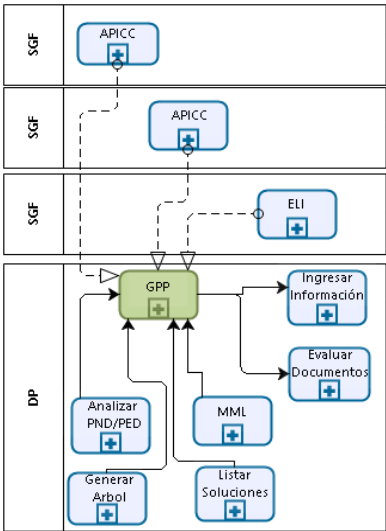 SGF
APICC
SGF
APICC
SGF
ELI
DP
GPP
Ingresar
Información
Evaluar
Documentos
Analizar
PND/PED
MML
Generar
Arbol
Listar
Soluciones